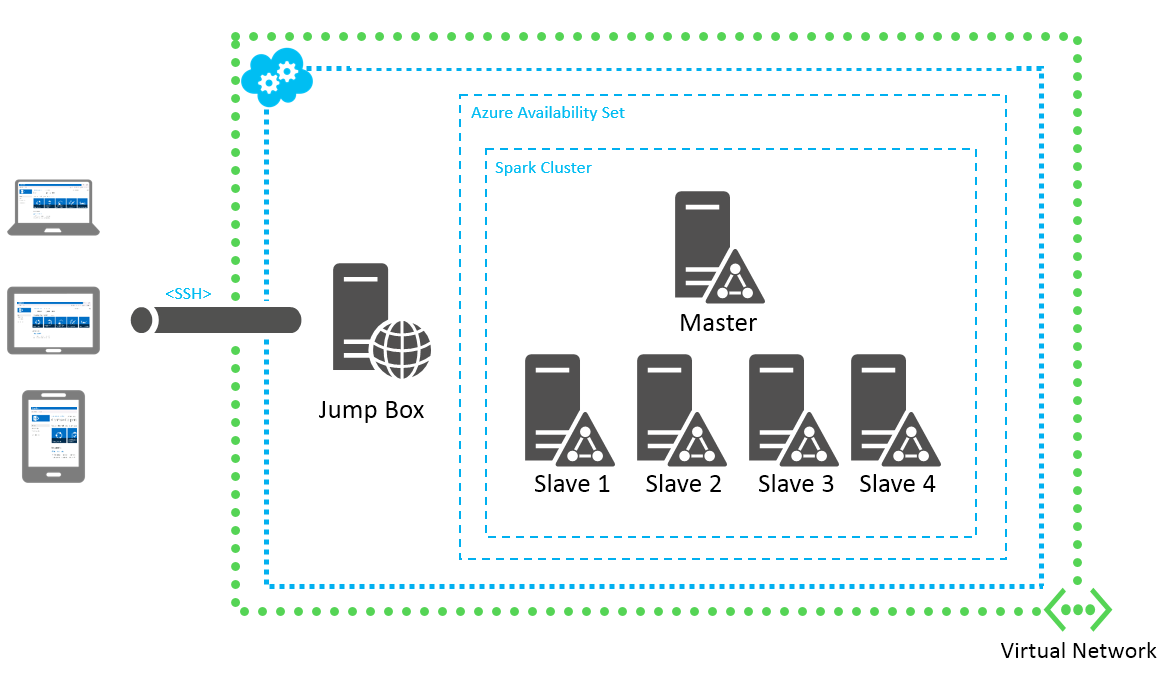 Azure Availability Set
Spark Cluster
<SSH>
Master
Jump Box
Slave 1
Slave 2
Slave 3
Slave 4
Virtual Network